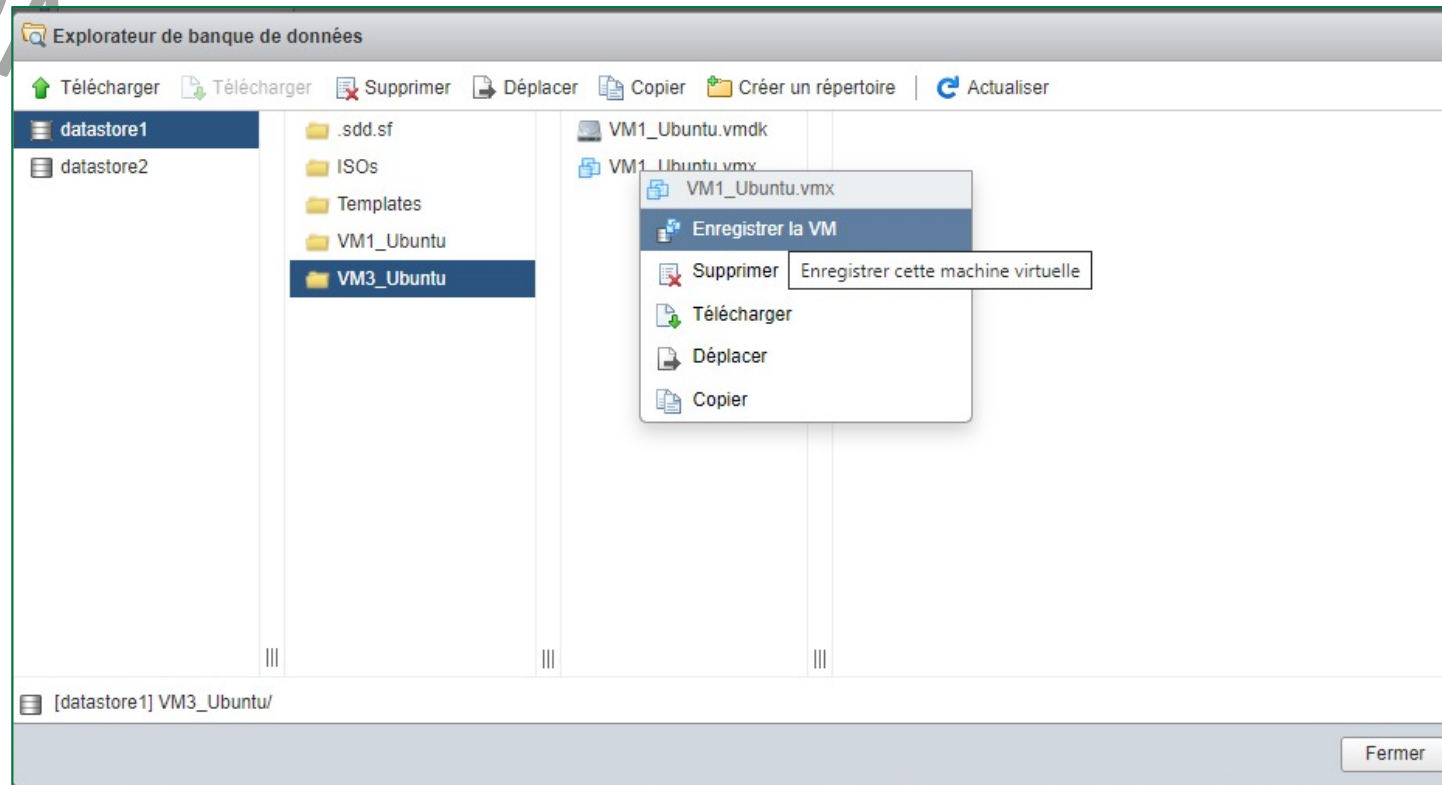 Explorateur de banque de données
Télécharger Télécharger Supprimer Déplacer Copier Créer un répertoire Actualiser
datastore1 .sdd.sf VM1_Ubuntu.vmdk
datastore2 ISOs VM1_Ubuntu.vmx
Templates VM1_Ubuntu.vmx
VM1_Ubuntu Enregistrer la VM
VM3_Ubuntu Supprimer Enregistrer cette machine virtuelle
Télécharger
Déplacer
Copier
[datastore1] VM3_Ubuntu/
Fermer